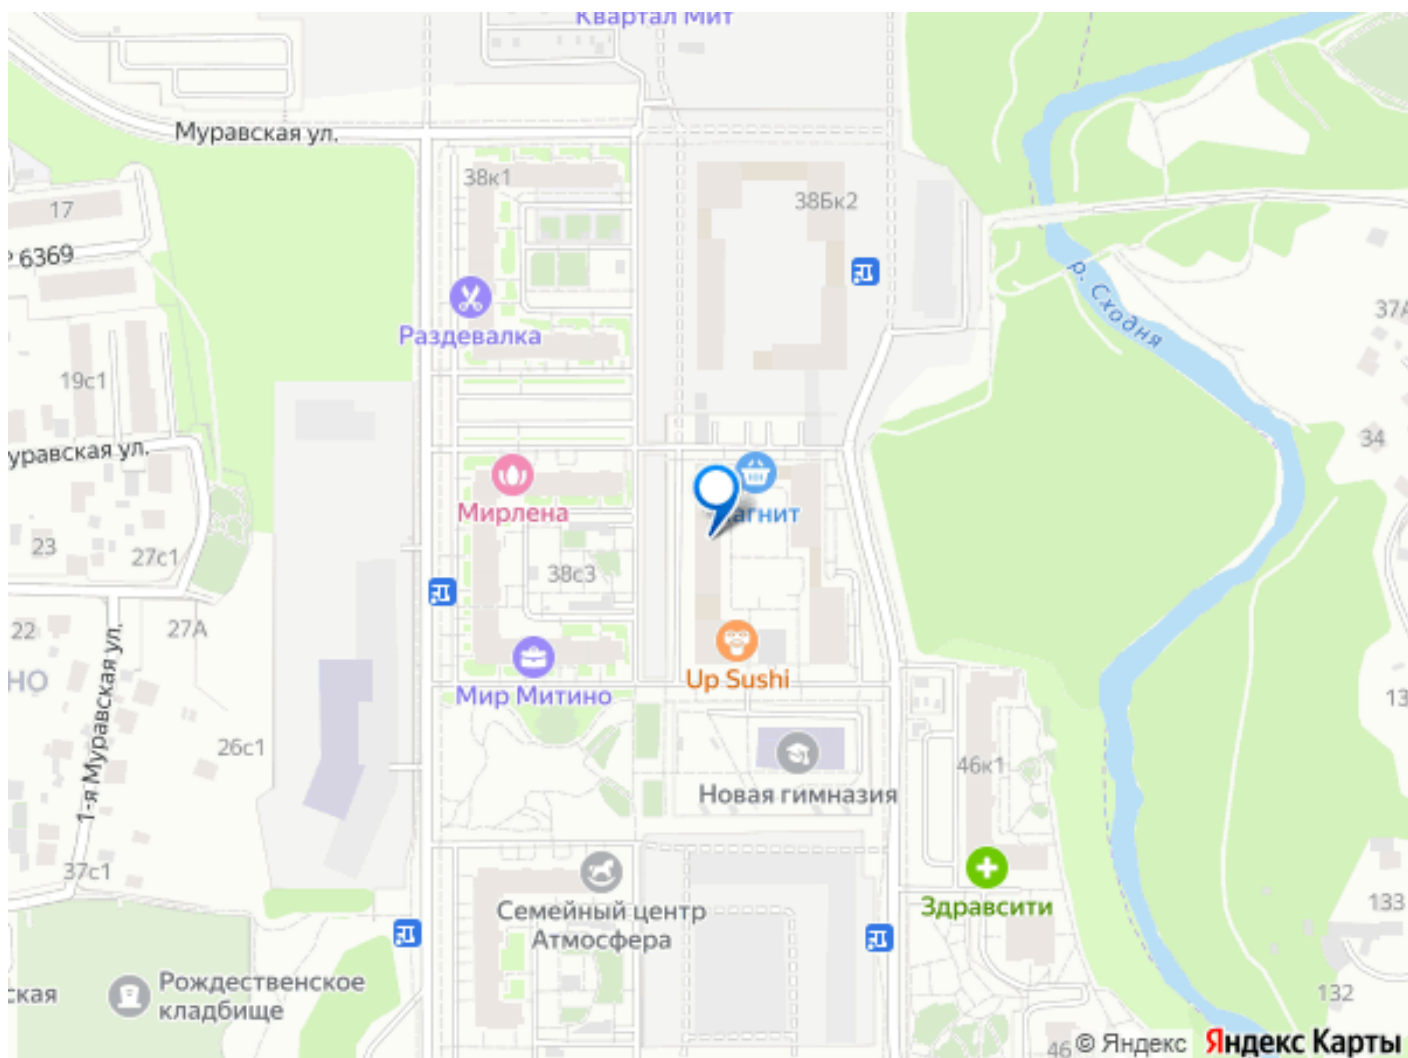 Квартал Мит
Муравская ул.
38к1
17
38Бк2
6369
р. Сходня
37А
Раздевалка
19с1
34
уравская ул.
Мирлена
агнит
23
27с1
38с3
22
27А
но
Up Sushi
Мир Митино
13
1-я Муравская ул.
26с1
46к1
Новая гимназия
37с1
Здравсити
Семейный центр
Атмосфера
133
Рождественское
кладбище
ская
132
46
© Яндекс Яндекс Карты